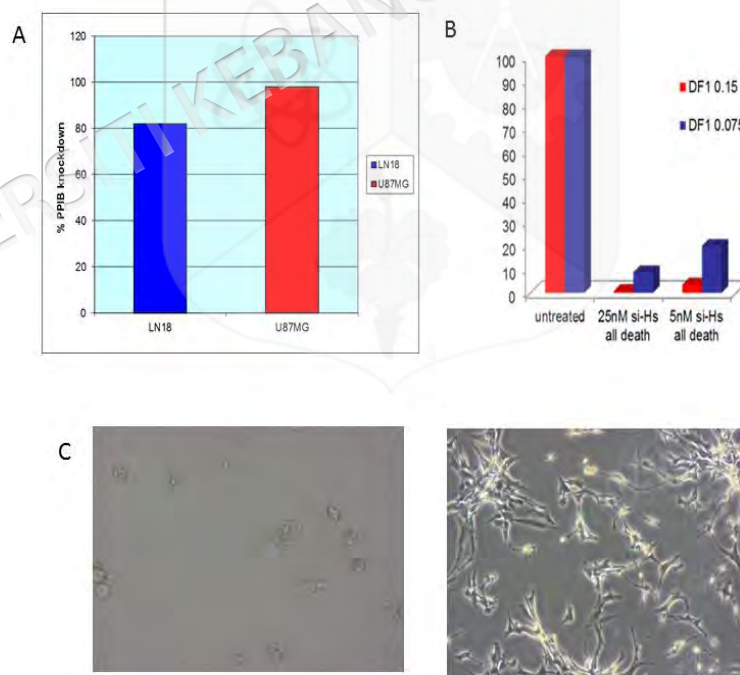 A
120
100
80
60
40
20
0
% PPIB knockdown
LN18
U87MG
LN18
U87MG
B
100
90
80
70
60
50
40
30
20
10
0
DF1 0.15
DF1 0.075
untreated
25nM si-Hs
all death
5nM si-Hs
all death
C
ERSITI KEBANG